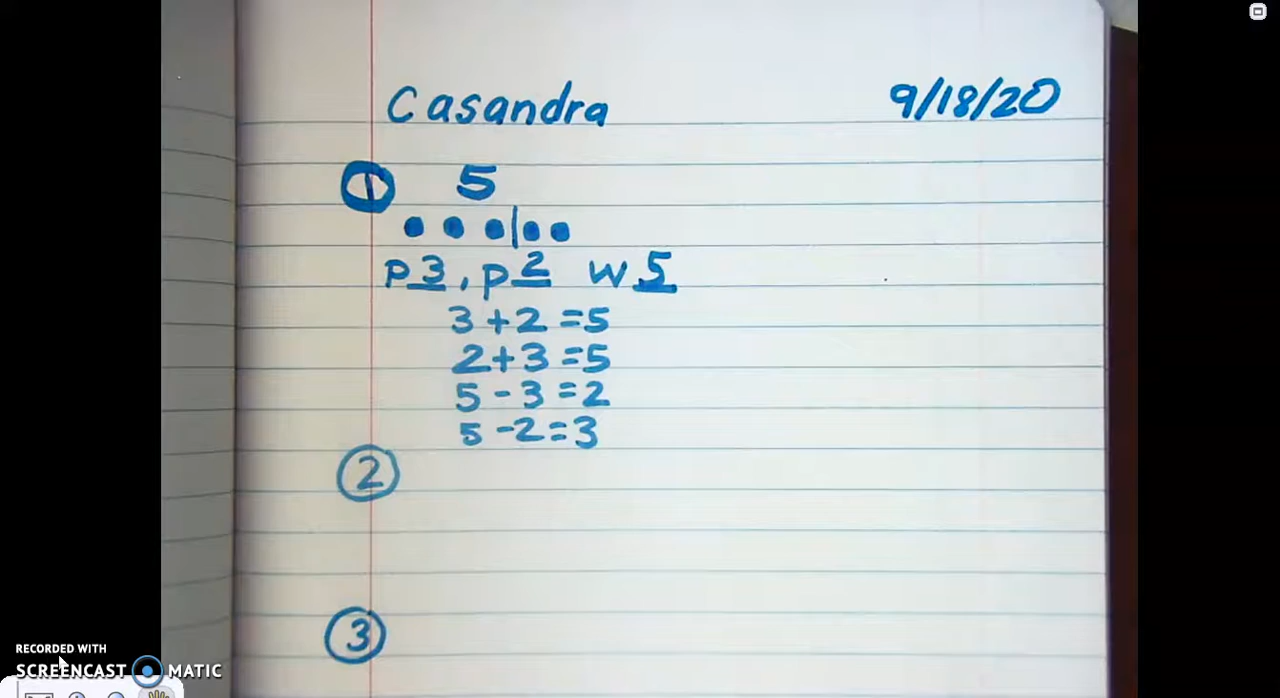 Casandra 9/18/20
① 5
p 3, p 2 w 5
3+2=5
2+3=5
5-3=2
5-2=3
②
③
RECORDED WITH
SCREENCAST MATIC